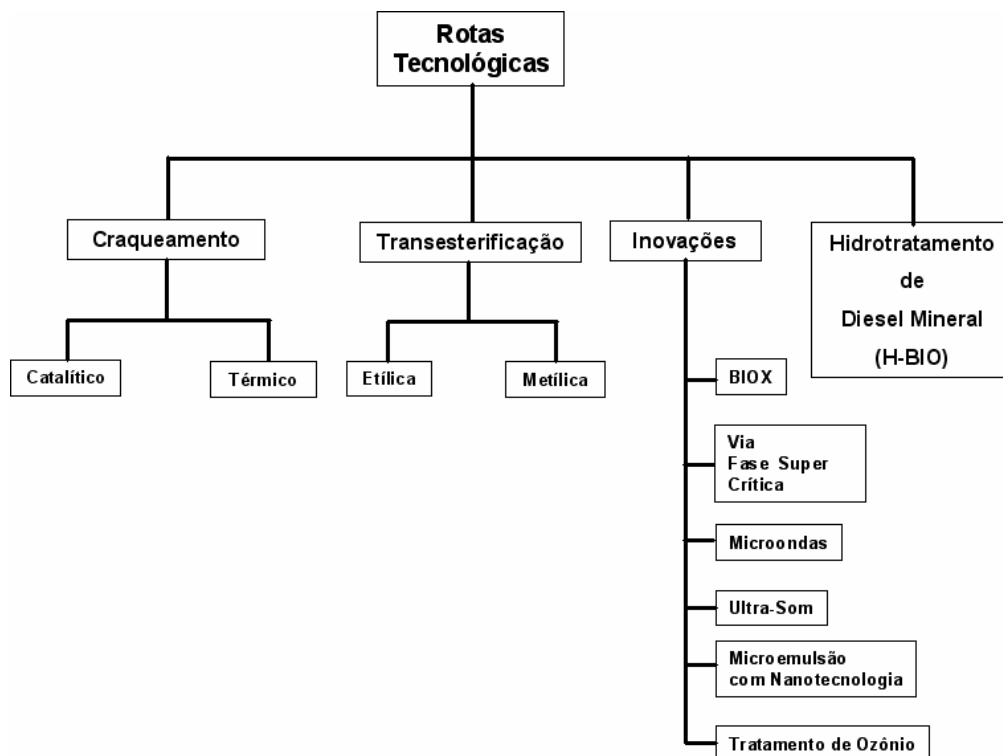 Rotas
Tecnológicas
Craqueamento
Transesterificação
Inovações
Hidrotratamento
de
Diesel Mineral
(H-BIO)
Catalítico
Térmico
Etílica
Metílica
BIOX
Via
Fase Super
Crítica
Microondas
Ultra-Som
Microemulsão
com Nanotecnologia
Tratamento de Ozônio